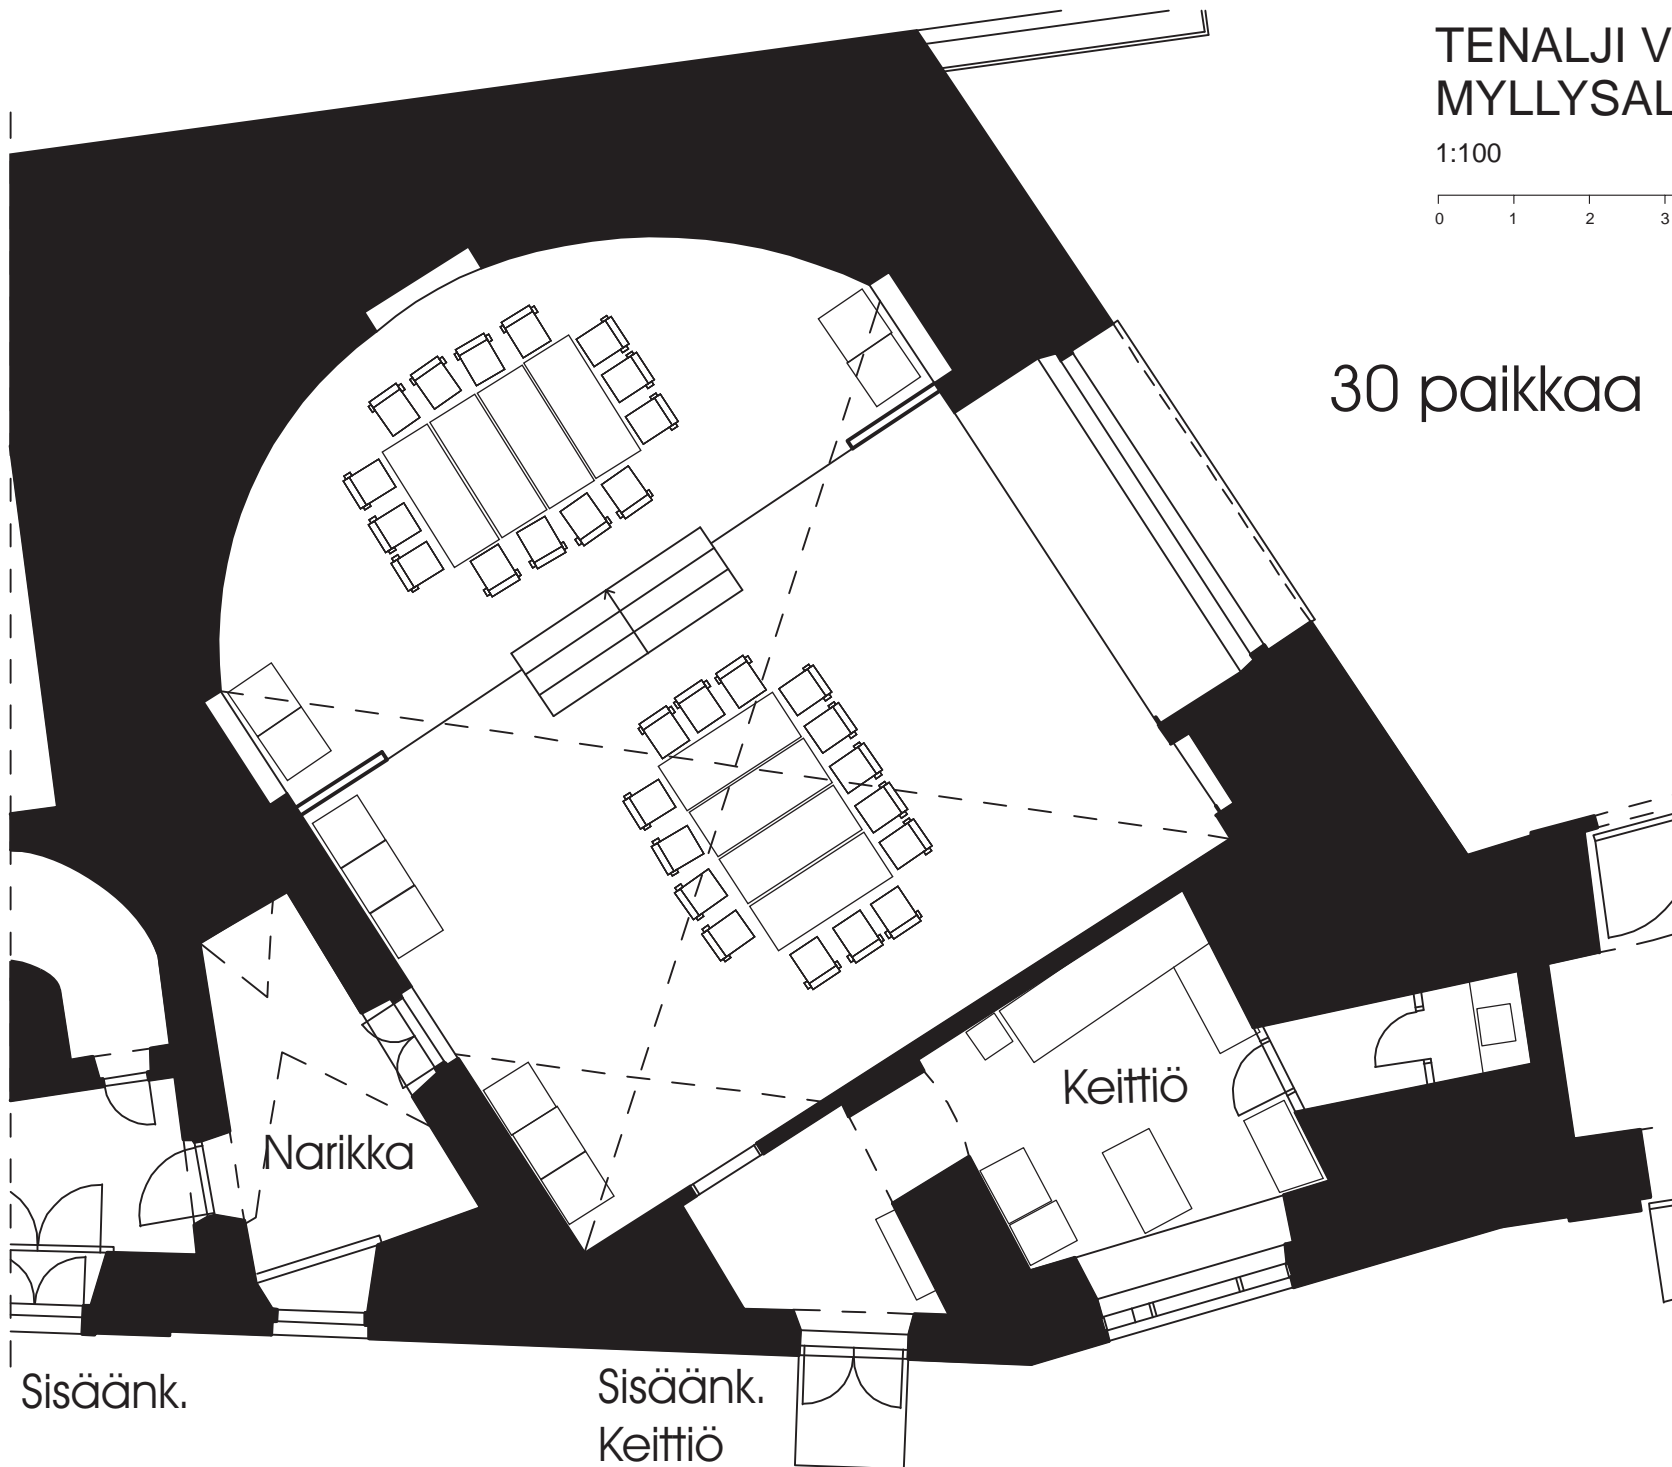 TENALJI V
MYLLYSAL
1:100
0 1 2 3
30 paikkaa
Keittiö
Narikka
Sisäänk.
Sisäänk.
Keittiö